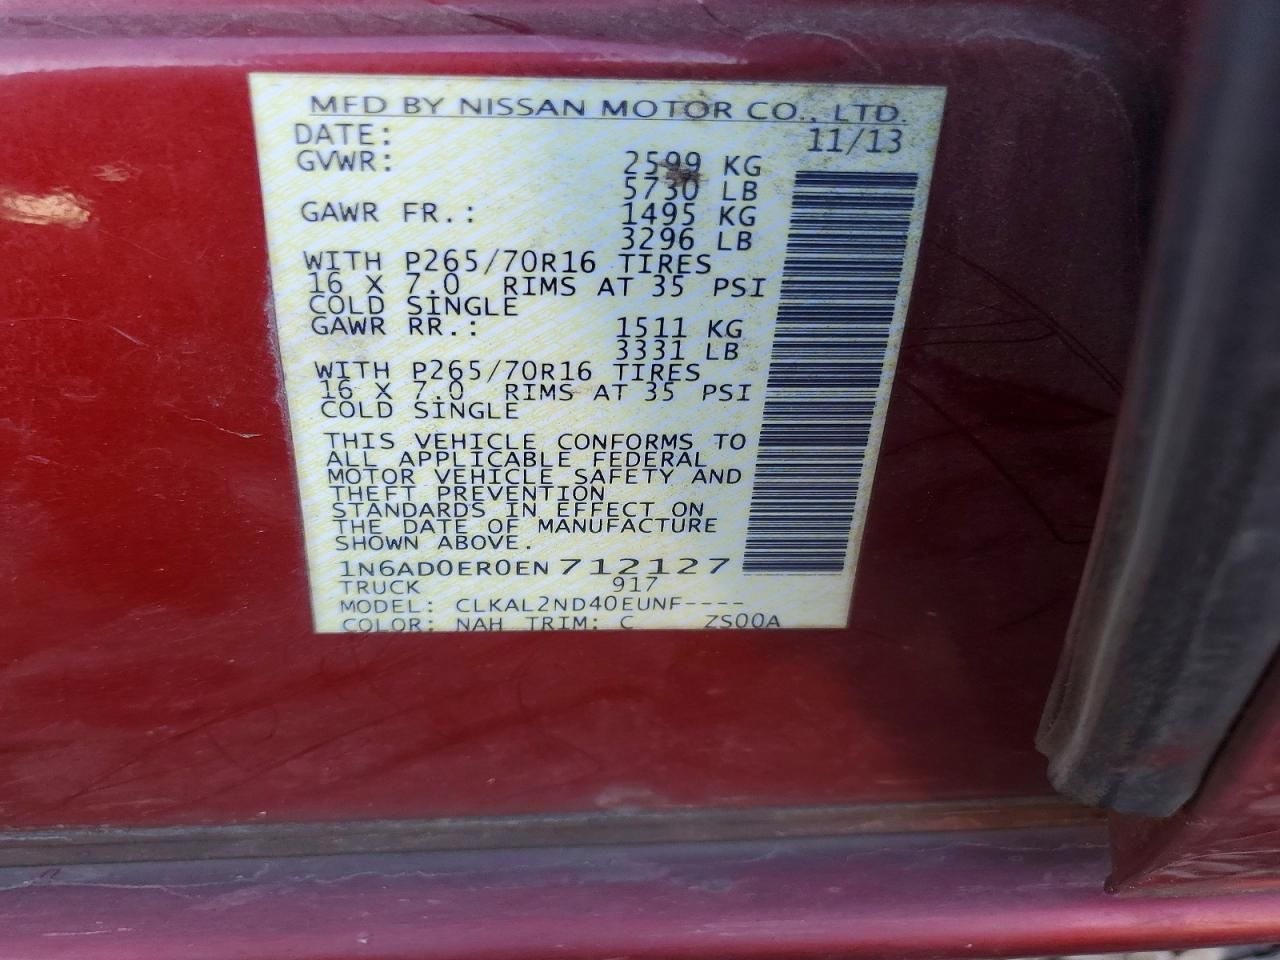 MFD BY NISSAN MOTOR CO., LTD.
DATE: 11/13
GVWR: 2599 KG
5730 LB
GAWR FR.: 1495 KG
3296 LB
WITH P265/70R16 TIRES
16 X 7.0 RIMS AT 35 PSI
COLD SINGLE
GAWR RR.: 1511 KG
3331 LB
WITH P265/70R16 TIRES
16 X 7.0 RIMS AT 35 PSI
COLD SINGLE
THIS VEHICLE CONFORMS TO
ALL APPLICABLE FEDERAL
MOTOR VEHICLE SAFETY AND
THEFT PREVENTION
STANDARDS IN EFFECT ON
THE DATE OF MANUFACTURE
SHOWN ABOVE.
1N6AD0ER0EN712127
TRUCK 917
MODEL: CLKAL2ND40EUNF----
COLOR: NAH TRIM: C ZS00A